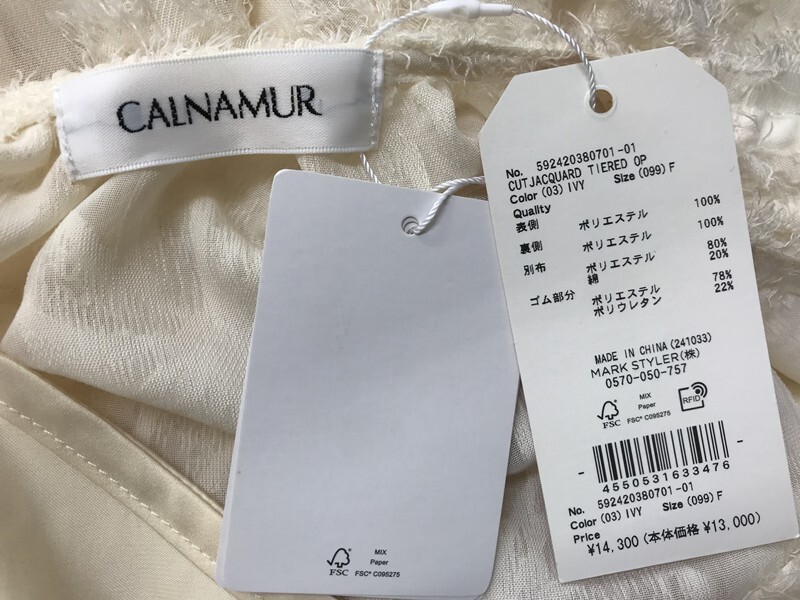 CALNAMUR
No. 592420380701-01
CUTJACQUARD TIERED OP
Color (03) IVY Size (099) F
Quality
表側 ポリエステル 100%
裏側 ポリエステル 100%
別布 ポリエステル 80%
綿 20%
ゴム部分 ポリエステル 78%
ポリウレタン 22%
MADE IN CHINA (241033)
MARK STYLER(株)
0570-050-757
FSC
MIX
Paper
FSC® C095275
RFID
4550531633476
No. 592420380701-01
Color (03) IVY Size (099) F
Price
¥14,300 (本体価格 ¥13,000)
FSC
MIX
Paper
FSC® C095275